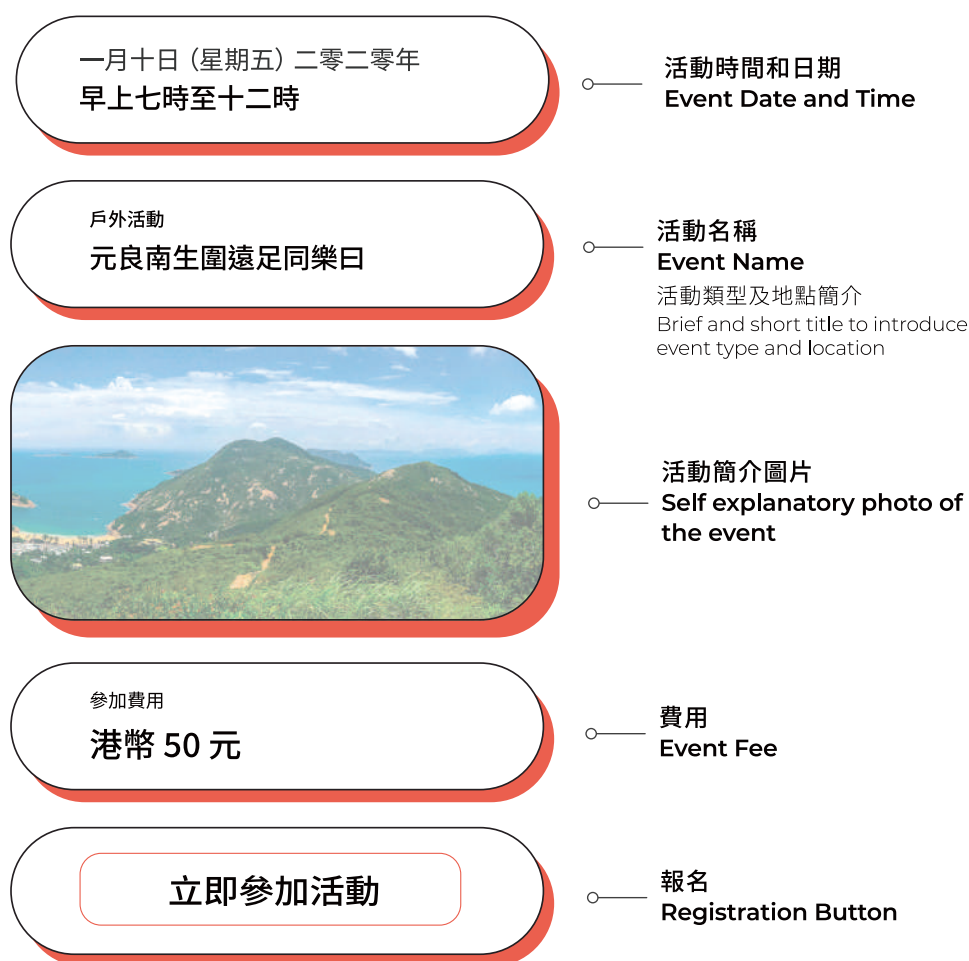 一月十日（星期五）二零二零年
早上七時至十二時
活動時間和日期
Event Date and Time
戶外活動
元良南生圍遠足同樂曰
活動名稱
Event Name
活動類型及地點簡介
Brief and short title to introduce
event type and location
活動簡介圖片
Self explanatory photo of
the event
參加費用
港幣 50 元
費用
Event Fee
立即參加活動
報名
Registration Button